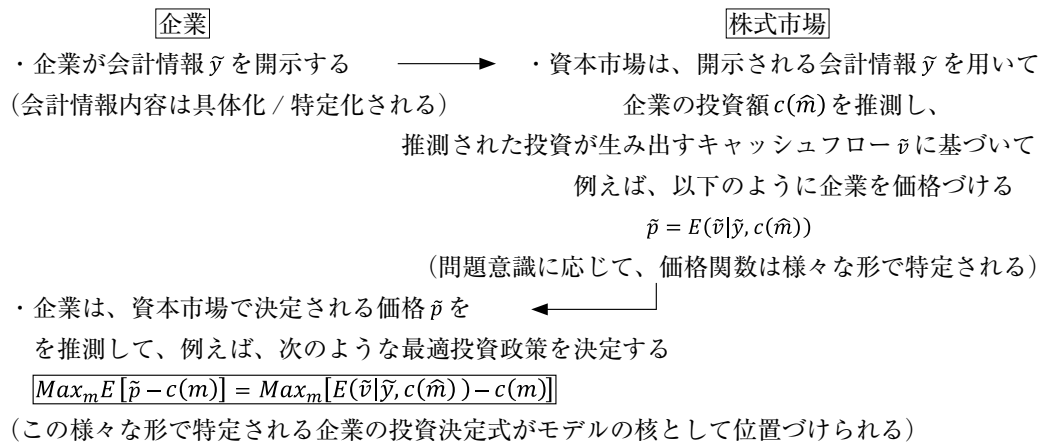 企業
株式市場
・企業が会計情報ỹを開示する
・資本市場は、開示される会計情報ỹを用いて
（会計情報内容は具体化 / 特定化される）
企業の投資額c(m̂)を推測し、
推測された投資が生み出すキャッシュフローṽに基づいて
例えば、以下のように企業を価格づける
p̃ = E(ṽ|ỹ, c(m̂))
（問題意識に応じて、価格関数は様々な形で特定される）
・企業は、資本市場で決定される価格p̃を
を推測して、例えば、次のような最適投資政策を決定する
Maxₘ E[p̃ − c(m)] = Maxₘ[E(ṽ|ỹ, c(m̂)) − c(m)]
（この様々な形で特定される企業の投資決定式がモデルの核として位置づけられる）